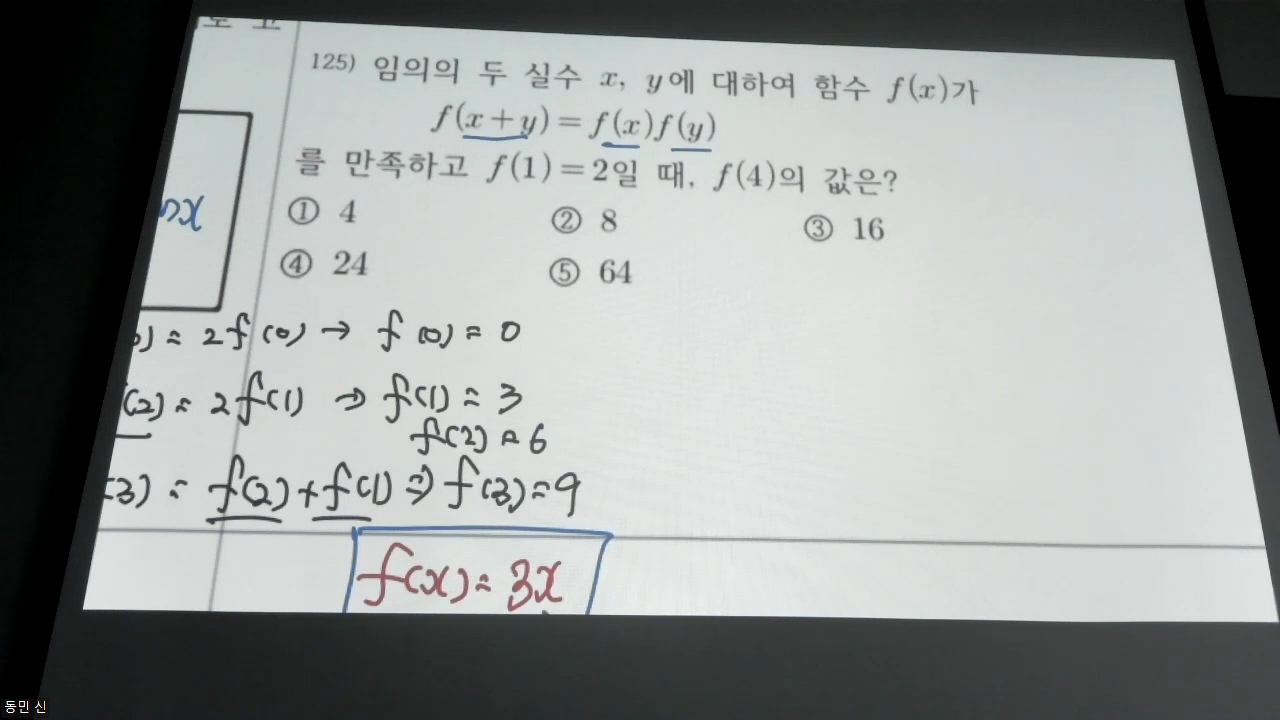 125) 임의의 두 실수 x, y에 대하여 함수 f(x)가
f(x+y)=f(x)f(y)
를 만족하고 f(1)=2일 때, f(4)의 값은?
① 4 ② 8 ③ 16
④ 24 ⑤ 64
x
) = 2f(0) → f(0) = 0
(2) = 2f(1) → f(1) = 3
f(2) = 6
(3) = f(2)+f(1) ⇒ f(3)=9
f(x) = 3x
동민 신